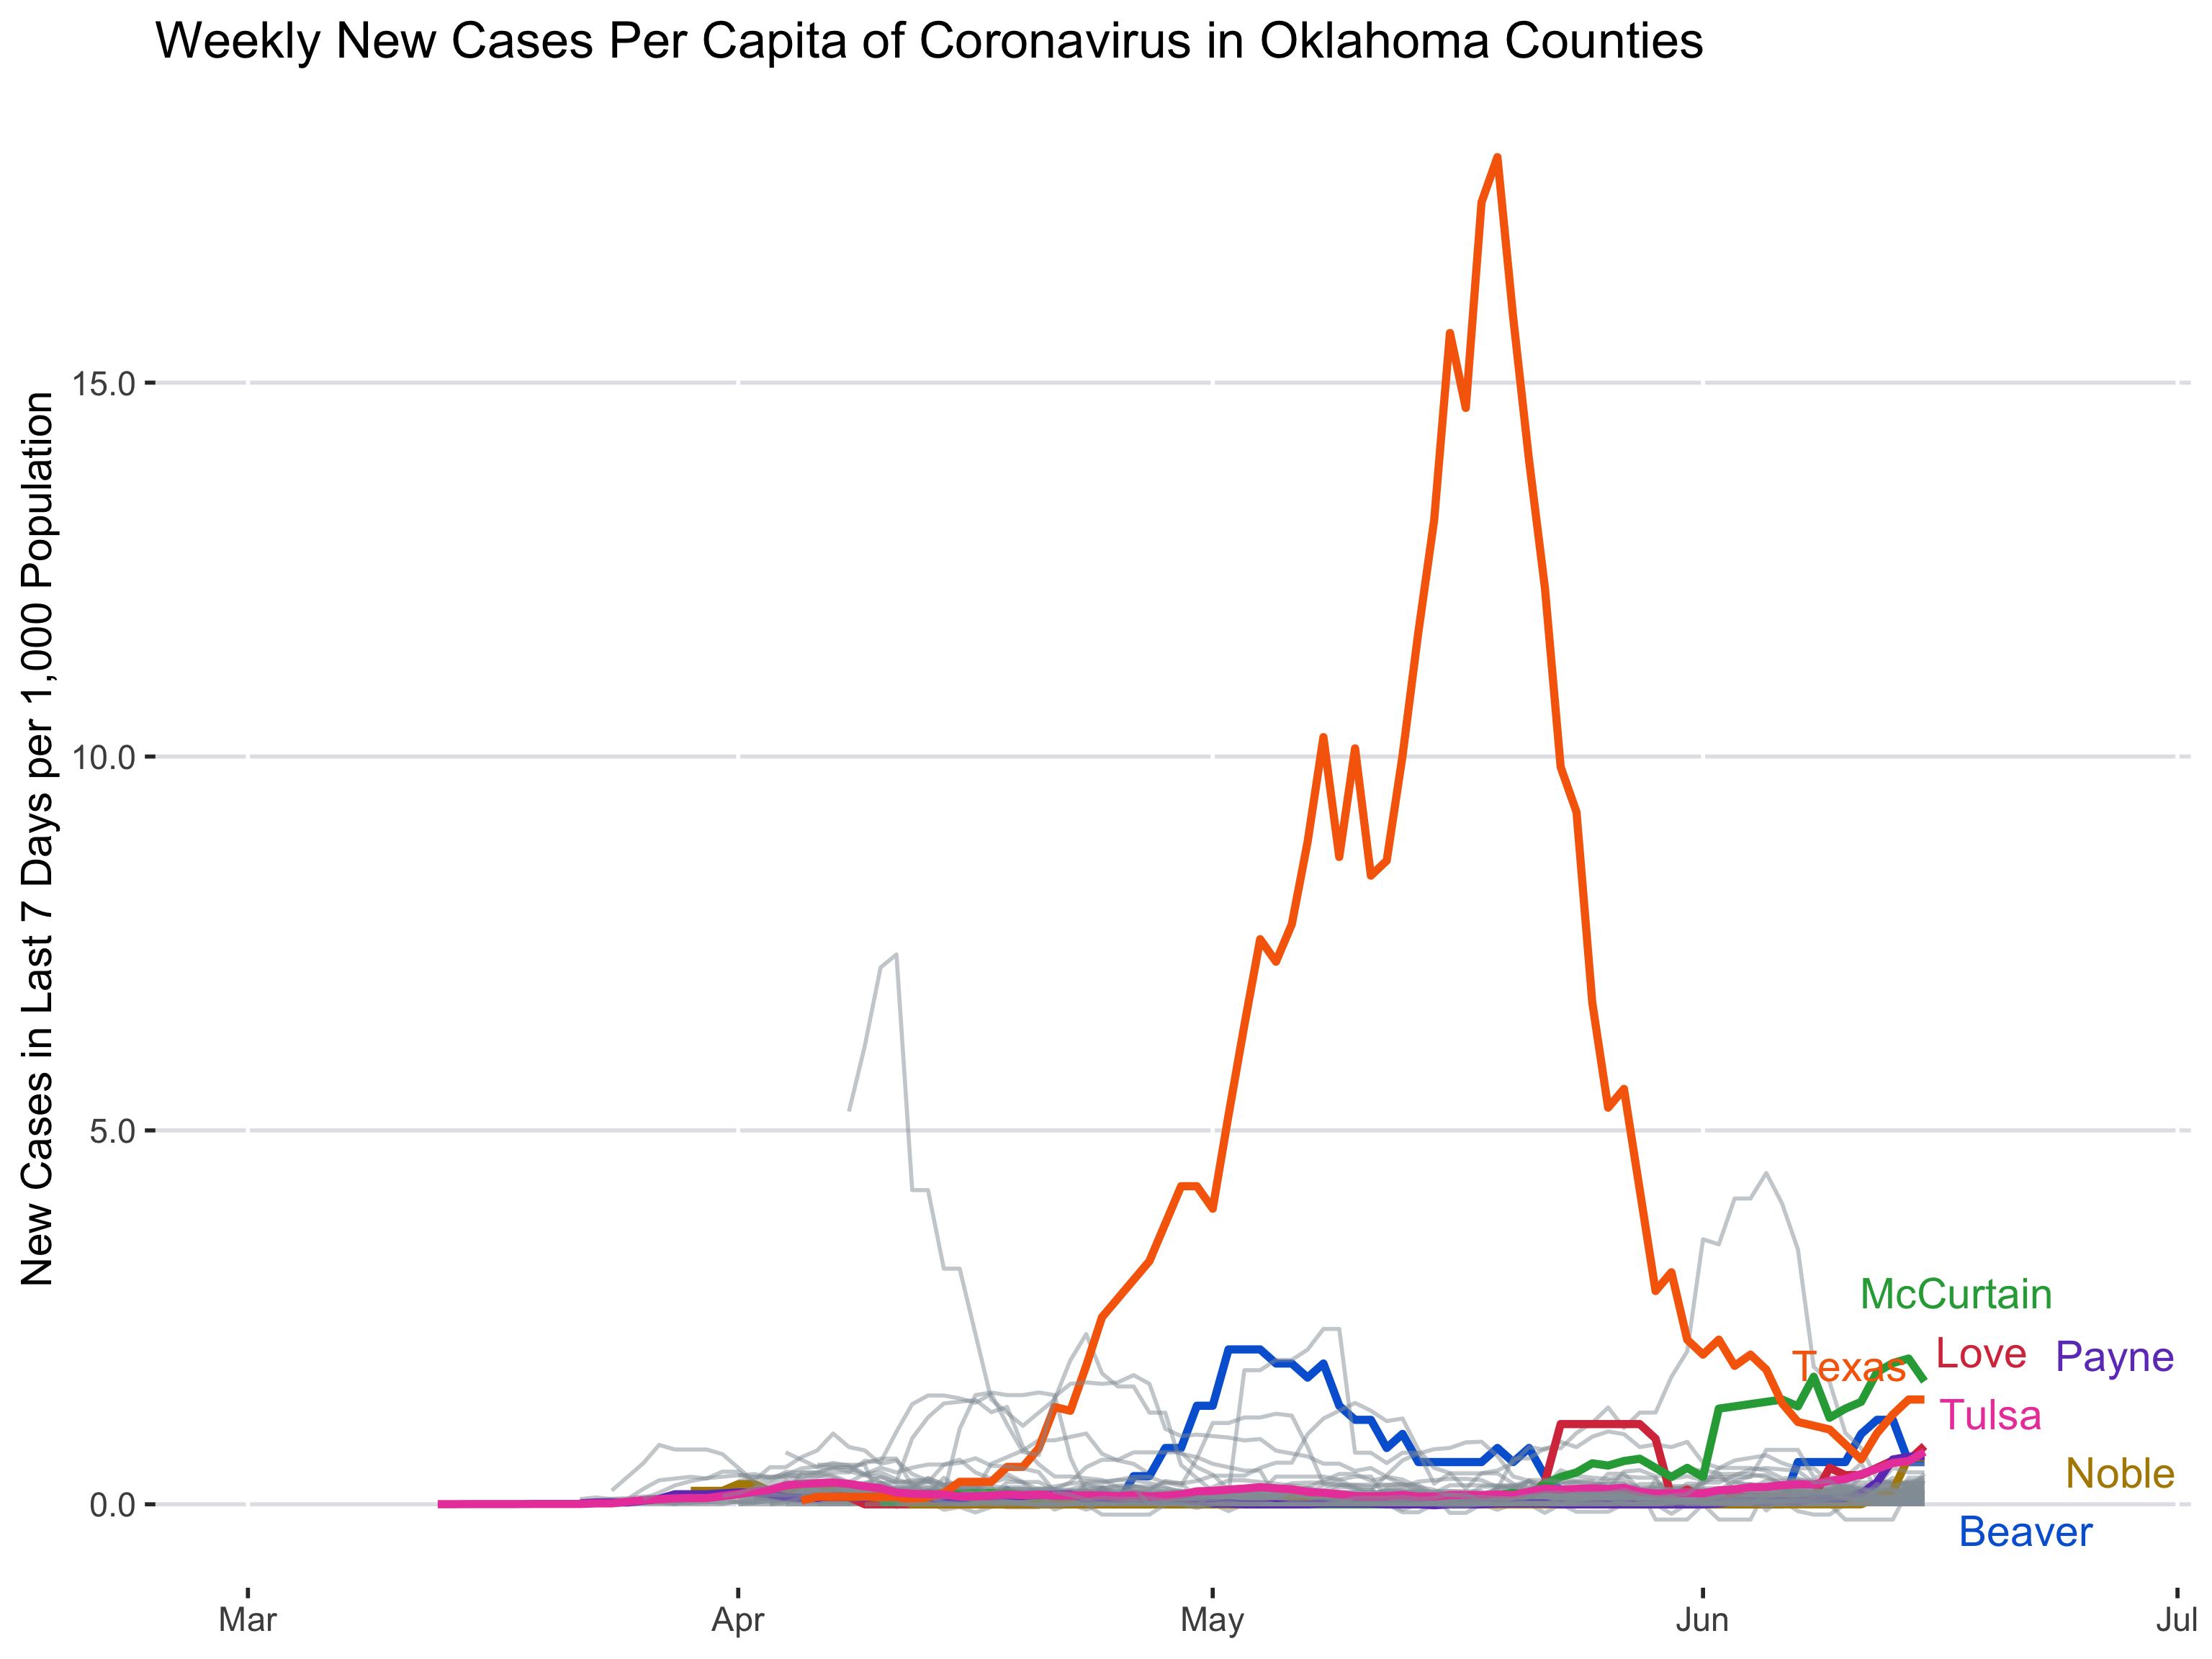 Weekly New Cases Per Capita of Coronavirus in Oklahoma Counties
New Cases in Last 7 Days per 1,000 Population
15.0
10.0
5.0
0.0
McCurtain
Love
Payne
Texas
Tulsa
Noble
Beaver
Mar
Apr
May
Jun
Jul